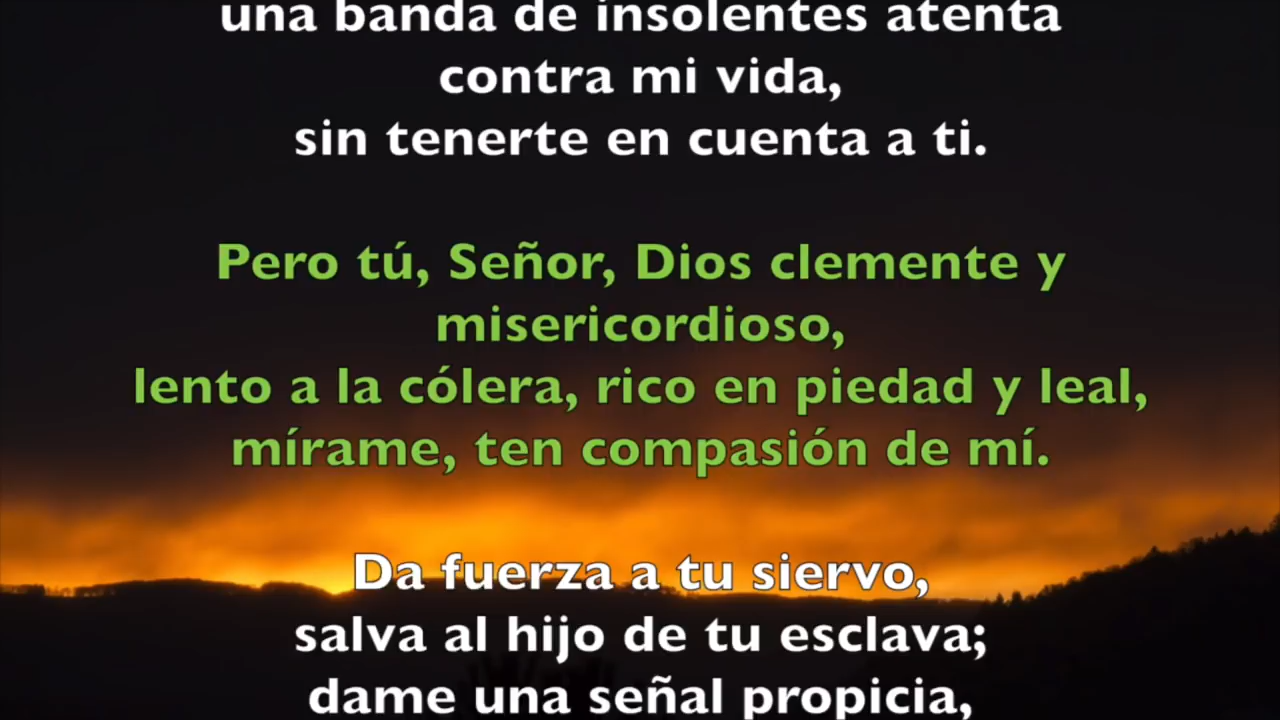 una banda de insolentes atenta
contra mi vida,
sin tenerte en cuenta a ti.
Pero tú, Señor, Dios clemente y
misericordioso,
lento a la cólera, rico en piedad y leal,
mírame, ten compasión de mí.
Da fuerza a tu siervo,
salva al hijo de tu esclava;
dame una señal propicia,